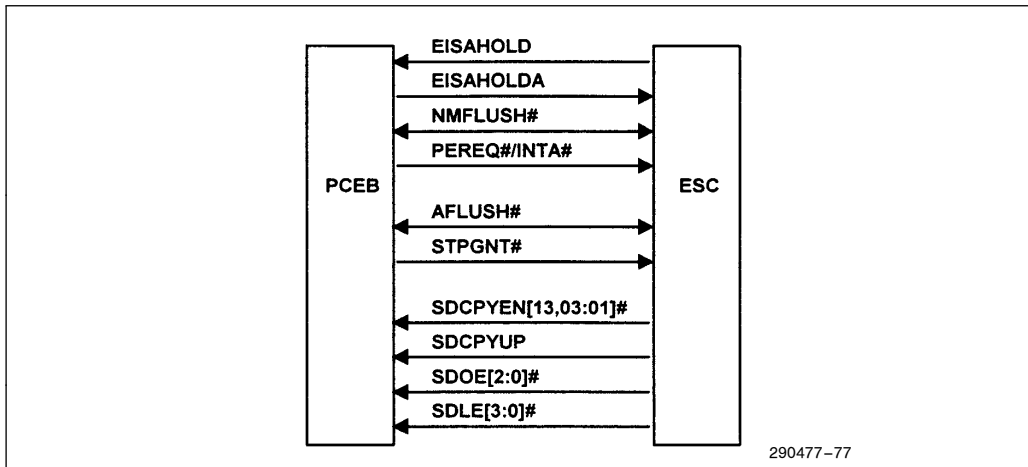 EISAHOLD
EISAHOLDA
NMFLUSH#
PEREQ#/INTA#
PCEB
ESC
AFLUSH#
STPGNT#
SDCPYEN[13,03:01]#
SDCPYUP
SDOE[2:0]#
SDLE[3:0]#
290477–77